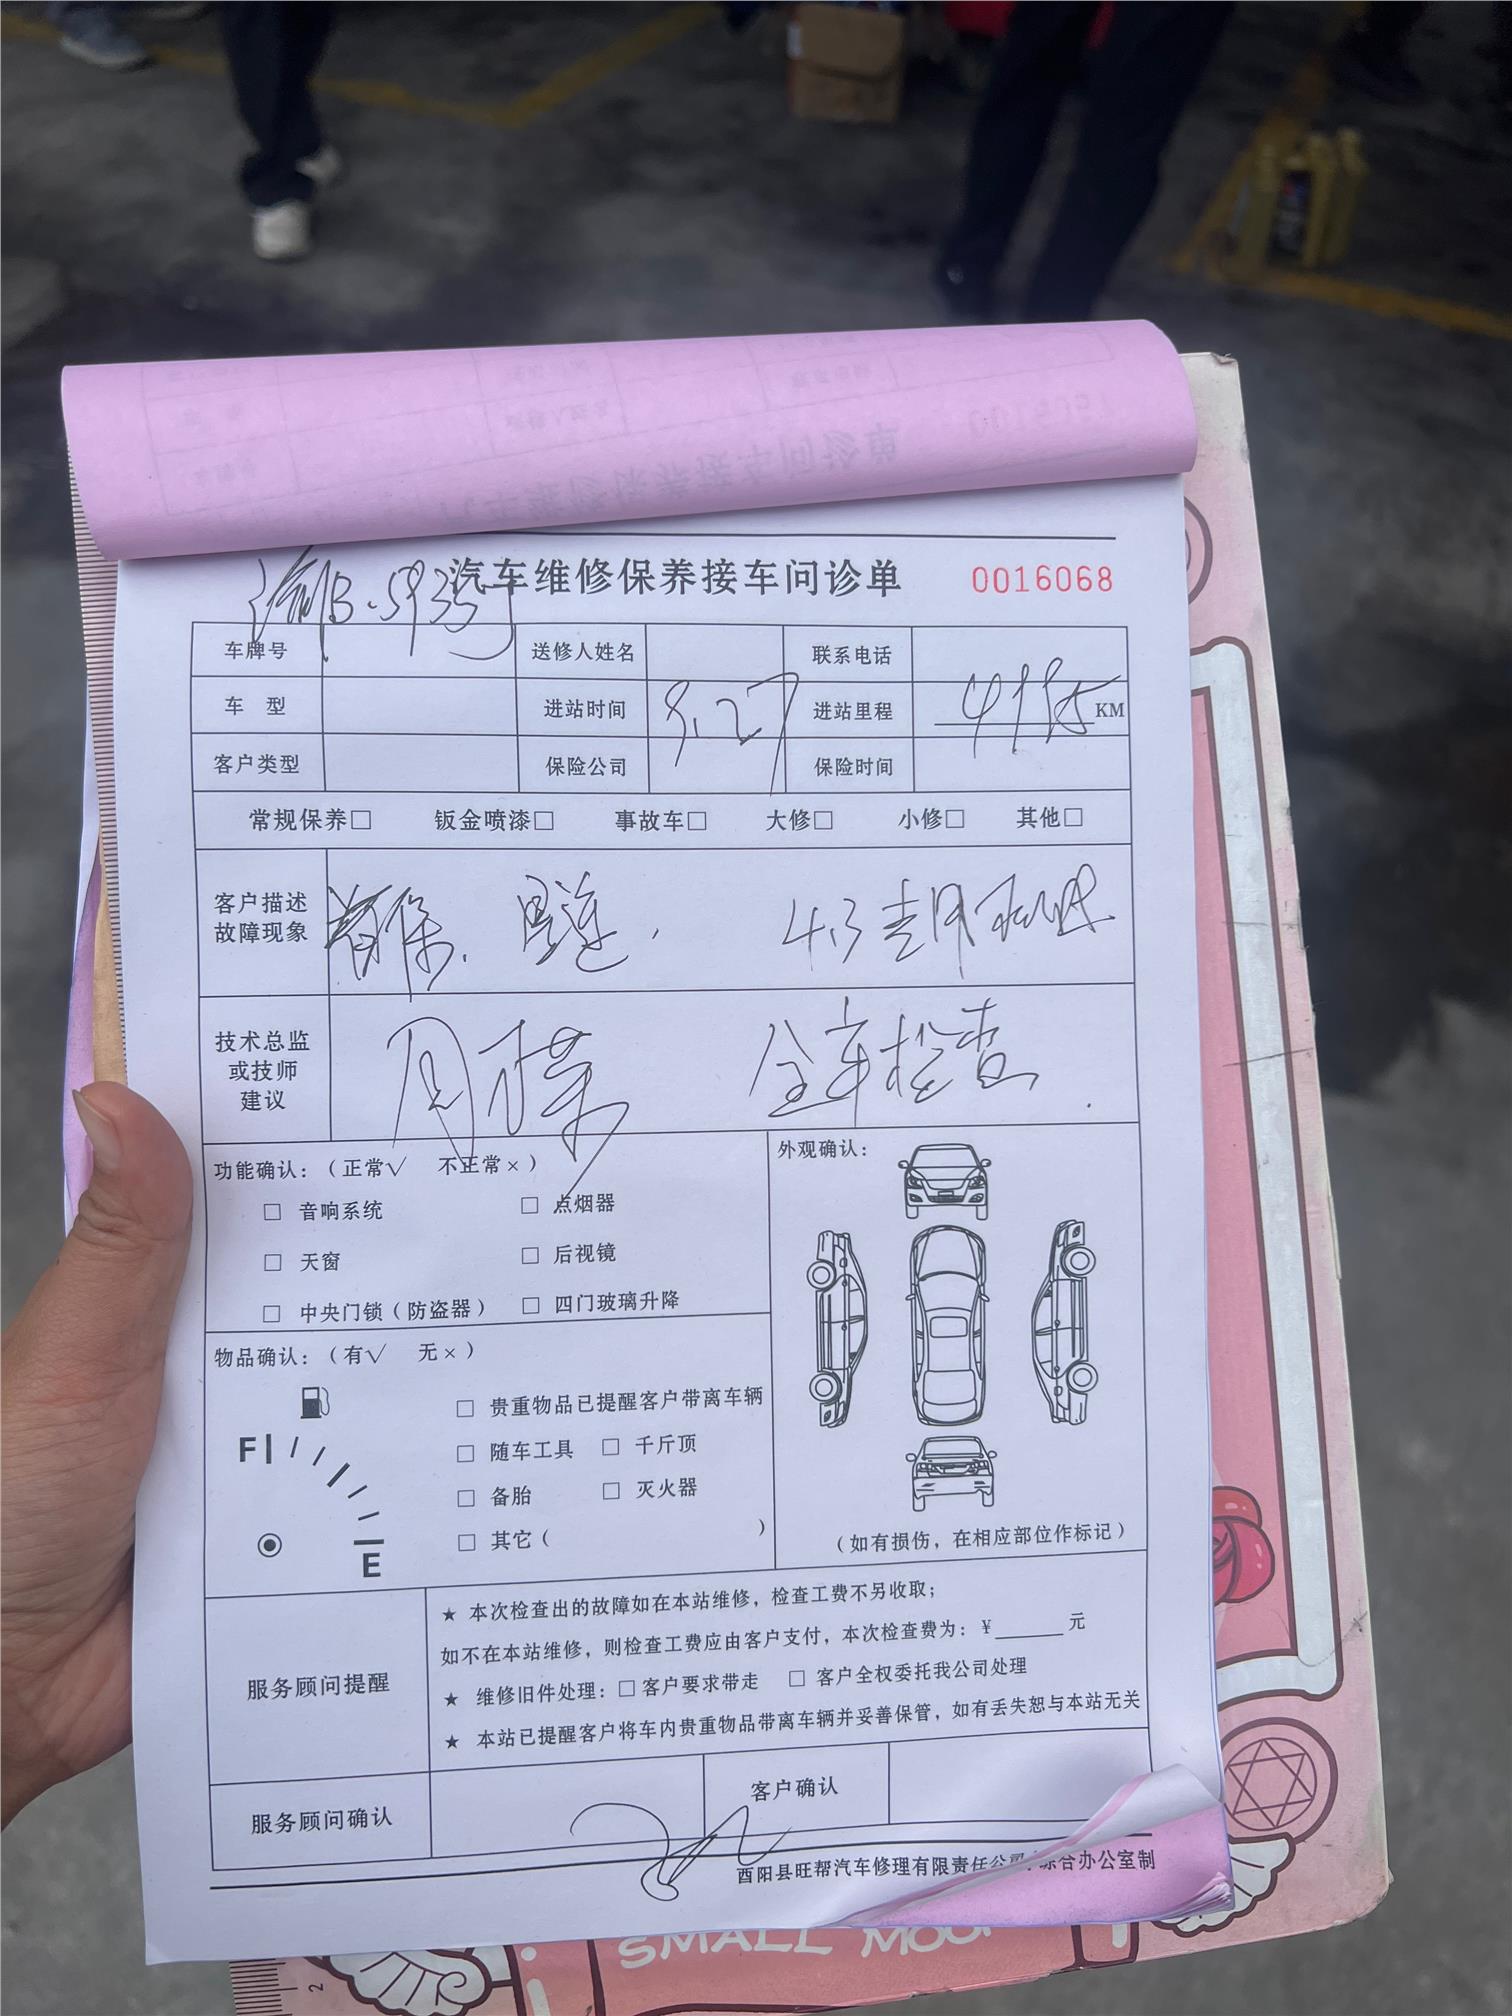 汽车维修保养接车问诊单 0016068
车牌号 送修人姓名 联系电话
车 型 进站时间 9.27 进站里程 KM
客户类型 保险公司 保险时间
常规保养□ 钣金喷漆□ 事故车□ 大修□ 小修□ 其他□
客户描述
故障现象
首保. 4.3
技术总监
或技师
建议
全车检查.
功能确认：（正常√ 不正常×）
□ 音响系统 □ 点烟器
□ 天窗 □ 后视镜
□ 中央门锁（防盗器） □ 四门玻璃升降
外观确认：
（如有损伤，在相应部位作标记）
物品确认：（有√ 无×）
F
E
□ 贵重物品已提醒客户带离车辆
□ 随车工具 □ 千斤顶
□ 备胎 □ 灭火器
□ 其它（ ）
服务顾问提醒
★ 本次检查出的故障如在本站维修，检查工费不另收取；
如不在本站维修，则检查工费应由客户支付，本次检查费为：¥______元
★ 维修旧件处理：□客户要求带走 □ 客户全权委托我公司处理
★ 本站已提醒客户将车内贵重物品带离车辆并妥善保管，如有丢失恕与本站无关
服务顾问确认 客户确认
酉阳县旺帮汽车修理有限责任公司 综合办公室制
SMALL
2